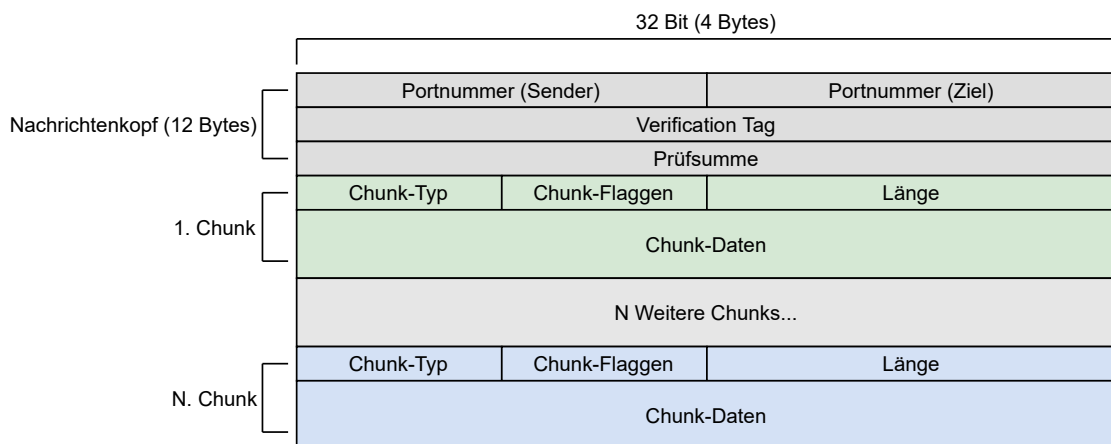 32 Bit (4 Bytes)
Portnummer (Sender) Portnummer (Ziel)
Nachrichtenkopf (12 Bytes) Verification Tag
Prüfsumme
Chunk-Typ Chunk-Flaggen Länge
1. Chunk
Chunk-Daten
N Weitere Chunks...
Chunk-Typ Chunk-Flaggen Länge
N. Chunk
Chunk-Daten